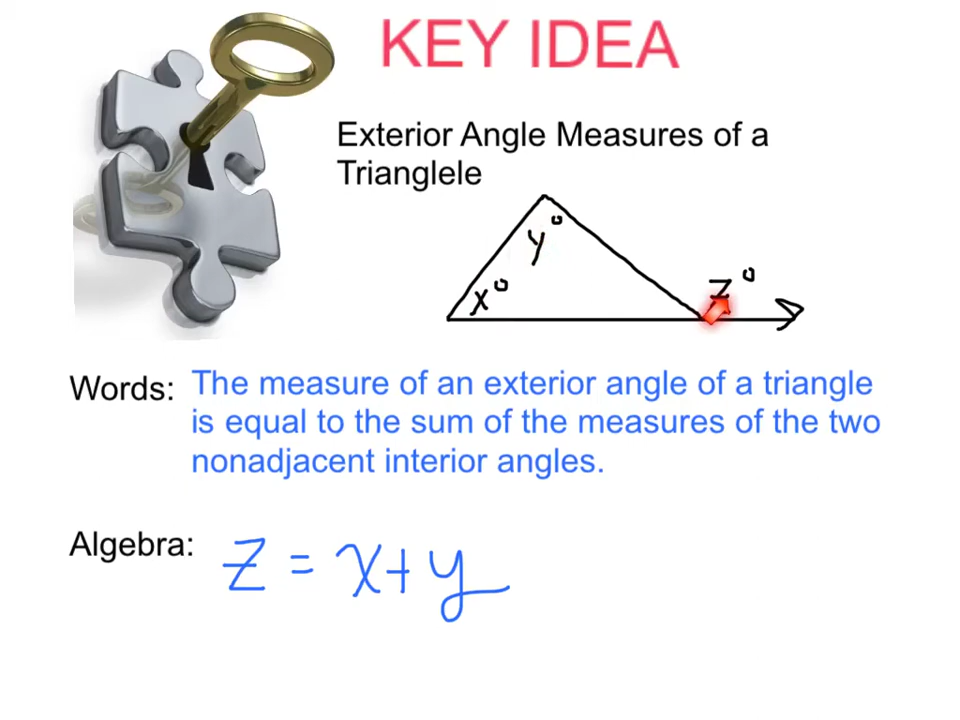 KEY IDEA
Exterior Angle Measures of a
Trianglele
y°
x°
z°
Words: The measure of an exterior angle of a triangle
is equal to the sum of the measures of the two
nonadjacent interior angles.
Algebra: z = x + y